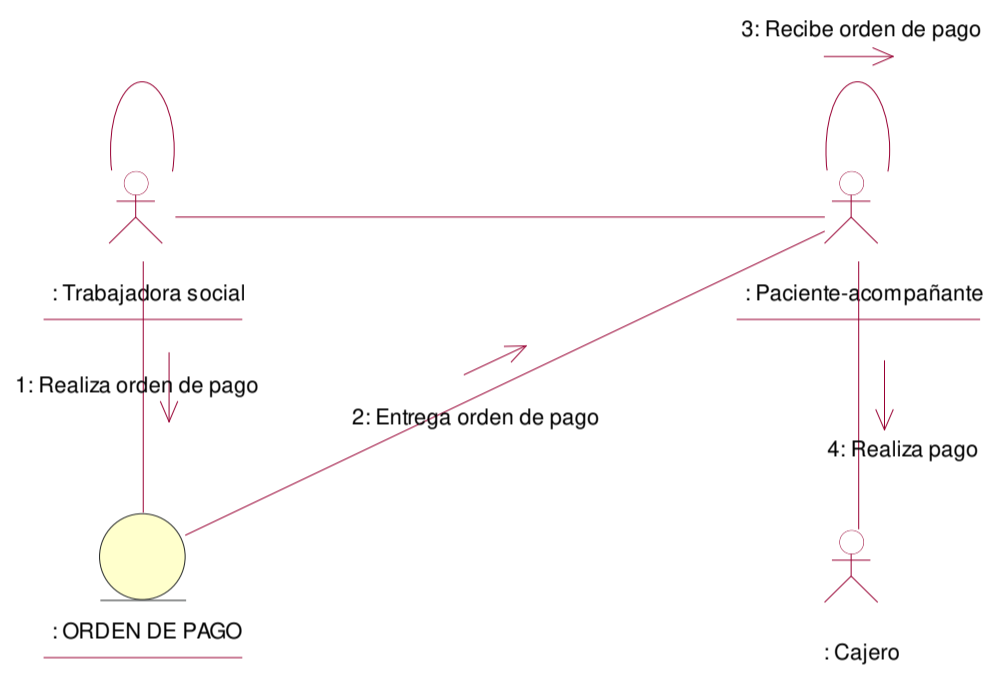 3: Recibe orden de pago
: Trabajadora social
: Paciente-acompañante
1: Realiza orden de pago
2: Entrega orden de pago
4: Realiza pago
: ORDEN DE PAGO
: Cajero